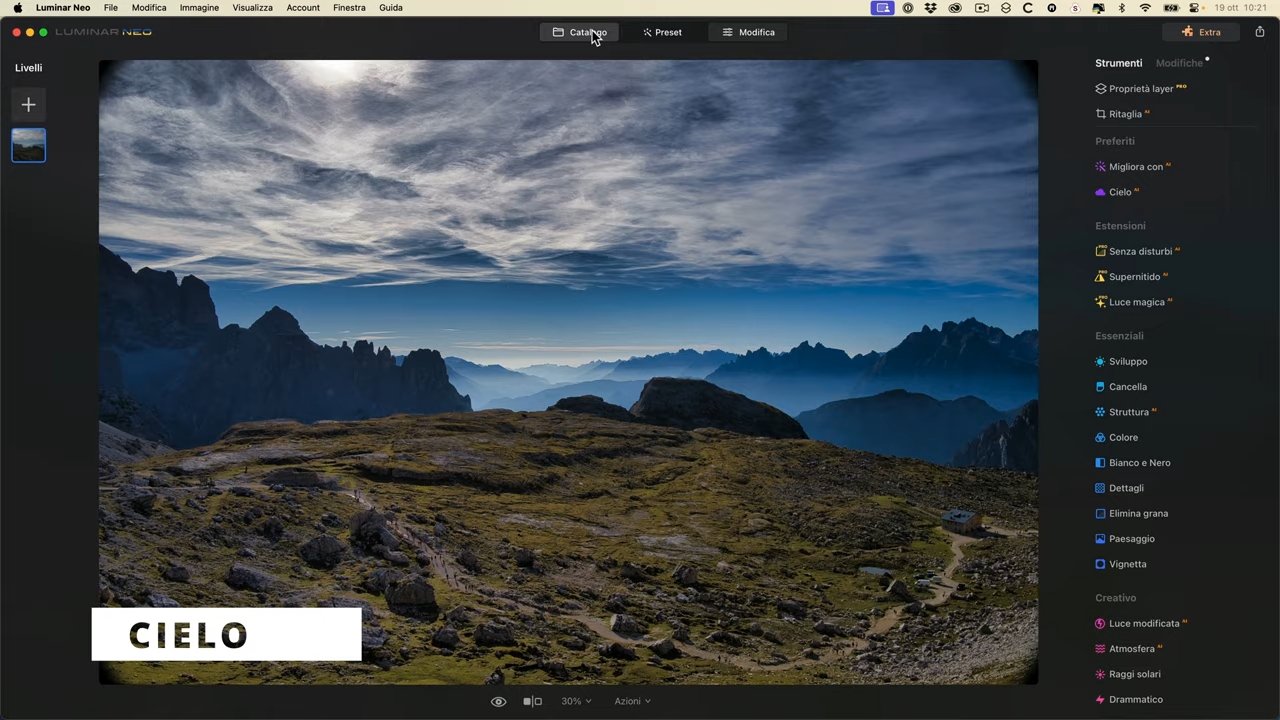 Luminar Neo File Modifica Immagine Visualizza Account Finestra Guida 19 ott 10:21
LUMINAR NEO
Catalogo Preset Modifica Extra
Livelli
Strumenti Modifiche
Proprietà layer PRO
Ritaglia AI
Preferiti
Migliora con AI
Cielo AI
Estensioni
PRO Senza disturbi AI
PRO Supernitido AI
PRO Luce magica AI
Essenziali
Sviluppo
Cancella
Struttura AI
Colore
Bianco e Nero
Dettagli
Elimina grana
Paesaggio
Vignetta
Creativo
Luce modificata AI
Atmosfera AI
Raggi solari
Drammatico
CIELO
30% Azioni